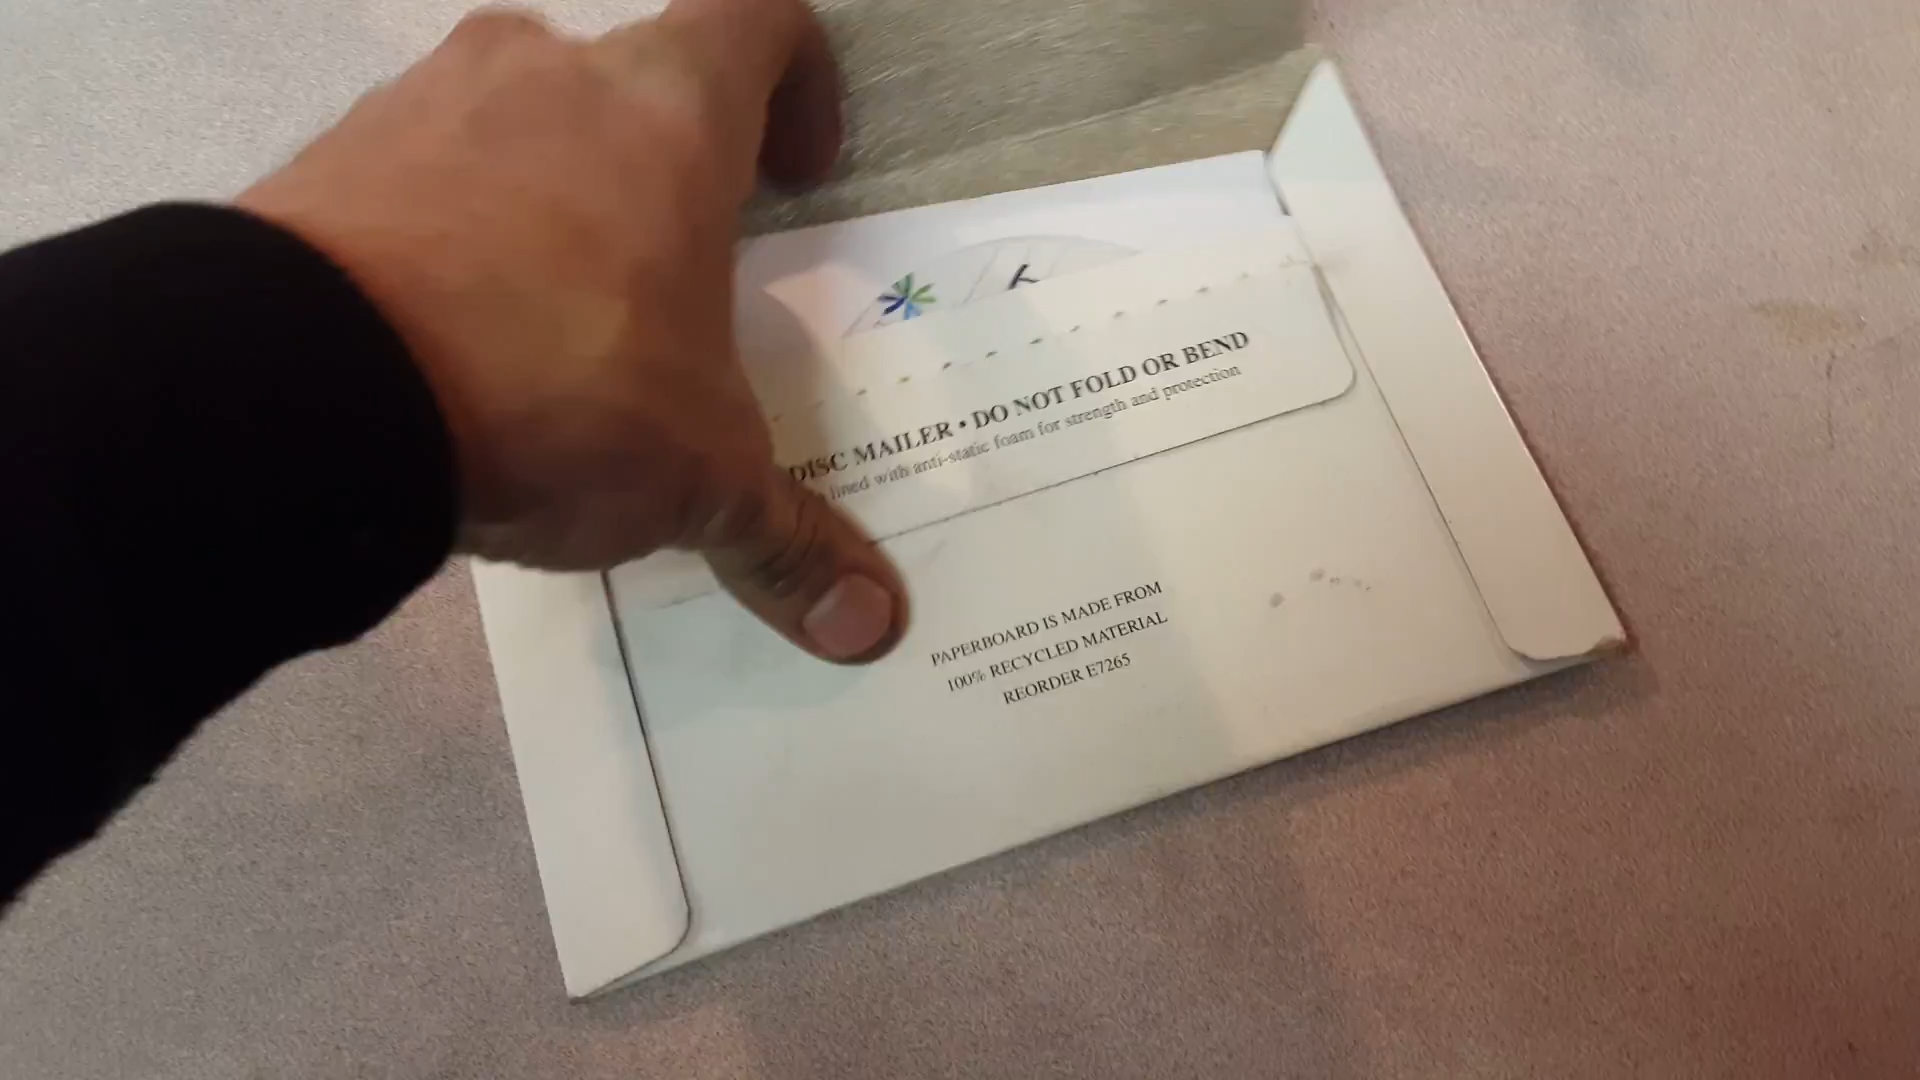 DISC MAILER • DO NOT FOLD OR BEND
lined with anti-static foam for strength and protection
PAPERBOARD IS MADE FROM
100% RECYCLED MATERIAL
REORDER E7265